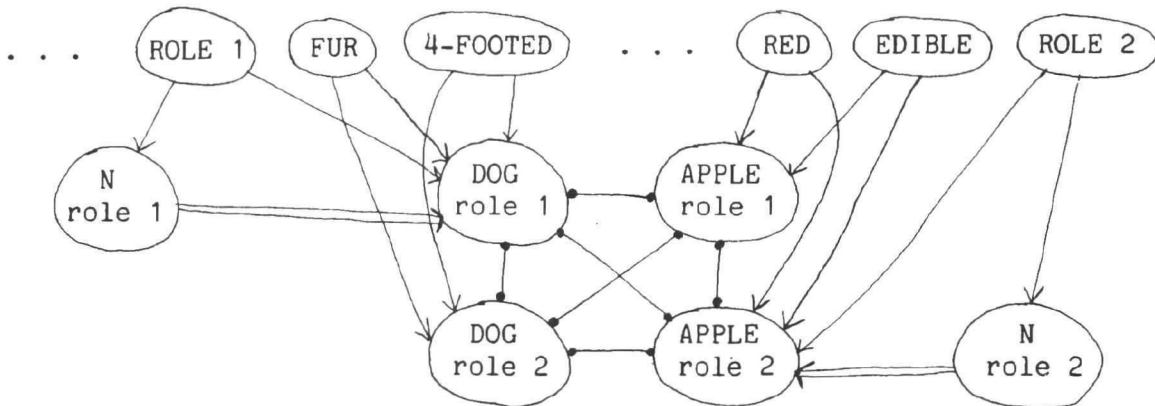 . . . ROLE 1 FUR 4-FOOTED . . . RED EDIBLE ROLE 2
N
role 1
DOG
role 1
APPLE
role 1
DOG
role 2
APPLE
role 2
N
role 2